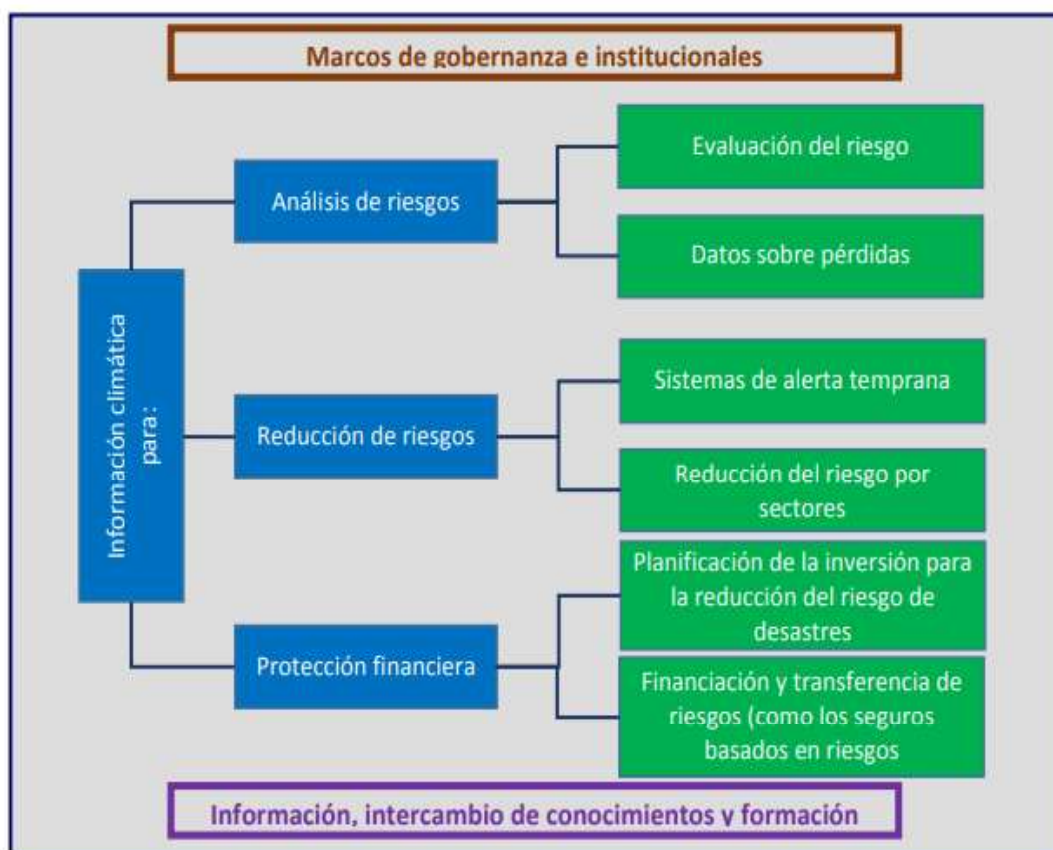 Marcos de gobernanza e institucionales
Información climática
para:
Análisis de riesgos
Evaluación del riesgo
Datos sobre pérdidas
Reducción de riesgos
Sistemas de alerta temprana
Reducción del riesgo por
sectores
Protección financiera
Planificación de la inversión para
la reducción del riesgo de
desastres
Financiación y transferencia de
riesgos (como los seguros
basados en riesgos
Información, intercambio de conocimientos y formación